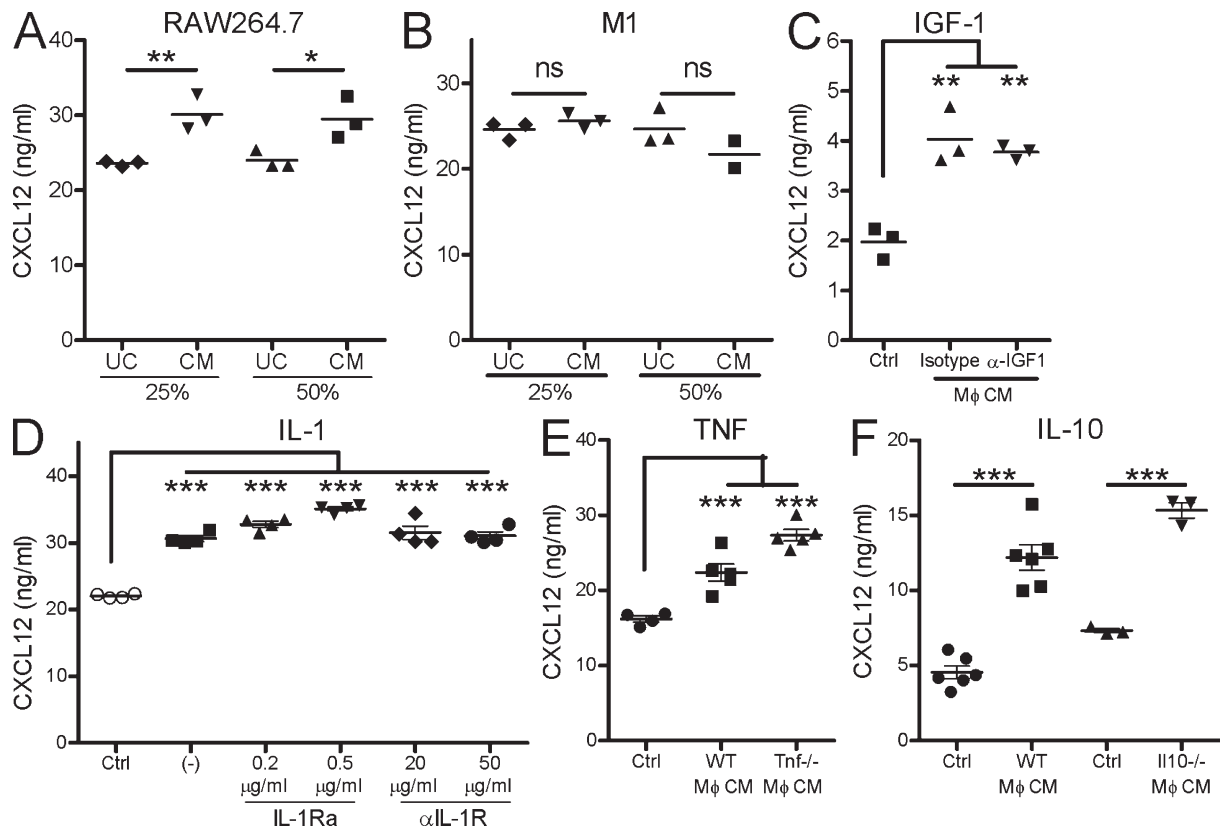 A
RAW264.7
CXCL12 (ng/ml)
40
30
20
10
0
**
*
UC CM UC CM
25% 50%
B
M1
CXCL12 (ng/ml)
30
20
10
0
ns
ns
UC CM UC CM
25% 50%
C
IGF-1
CXCL12 (ng/ml)
6
5
4
3
2
1
0
** **
Ctrl Isotype α-IGF1
Mϕ CM
D
IL-1
CXCL12 (ng/ml)
40
30
20
10
0
*** *** *** *** ***
Ctrl (-) 0.2 0.5 20 50
μg/ml μg/ml μg/ml μg/ml
IL-1Ra αIL-1R
E
TNF
CXCL12 (ng/ml)
40
30
20
10
0
*** ***
Ctrl WT Tnf-/-
Mϕ CM Mϕ CM
F
IL-10
CXCL12 (ng/ml)
20
15
10
5
0
*** ***
Ctrl WT Ctrl Il10-/-
Mϕ CM Mϕ CM